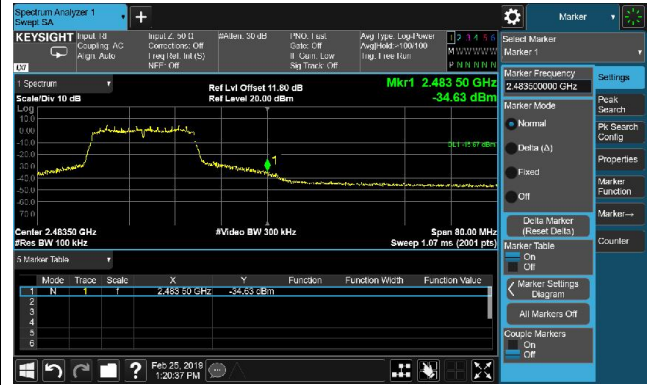 Spectrum Analyzer 1
Swept SA
+
Marker
KEYSIGHT
Input: RF
Coupling: AC
Align: Auto
Input Z: 50 Ω
Corrections: Off
Freq Ref: Int (S)
NFE: Off
#Atten: 30 dB
PNO: Fast
Gate: Off
IF Gain: Low
Sig Track: Off
Avg Type: Log-Power
Avg|Hold:>100/100
Trig: Free Run
1 2 3 4 5 6
M W W W W W
P N N N N N
Select Marker
Marker 1
1 Spectrum
Scale/Div 10 dB
Log
Ref Lvl Offset 11.80 dB
Ref Level 20.00 dBm
Mkr1 2.483 50 GHz
-34.63 dBm
10.0
0.00
-10.0
-20.0
-30.0
-40.0
-50.0
-60.0
-70.0
1
Center 2.48350 GHz
#Res BW 100 kHz
#Video BW 300 kHz
Span 80.00 MHz
Sweep 1.07 ms (2001 pts)
5 Marker Table
Mode Trace Scale X Y Function Function Width Function Value
1 N 1 f 2.483 50 GHz -34.63 dBm
2
3
4
5
6
Marker Frequency
2.483500000 GHz
Marker Mode
Normal
Delta (Δ)
Fixed
Off
Delta Marker
(Reset Delta)
Marker Table
On
Off
Marker Settings
Diagram
All Markers Off
Couple Markers
On
Off
Settings
Peak
Search
Pk Search
Config
Properties
Marker
Function
Marker→
Counter
?
Feb 25, 2019
1:20:37 PM